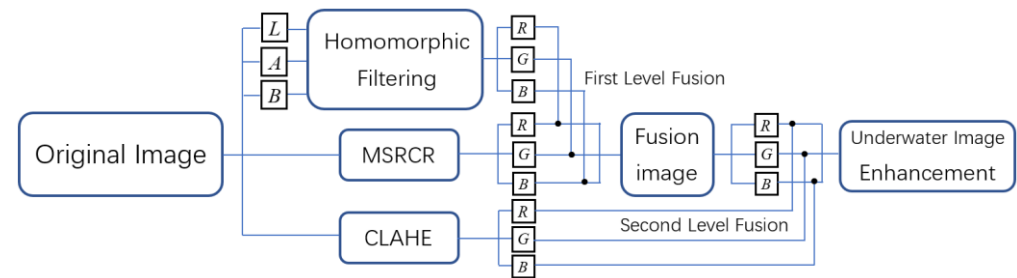 Original Image
L
A
B
Homomorphic
Filtering
R
G
B
First Level Fusion
MSRCR
R
G
B
Fusion
image
R
G
B
Underwater Image
Enhancement
CLAHE
R
G
B
Second Level Fusion